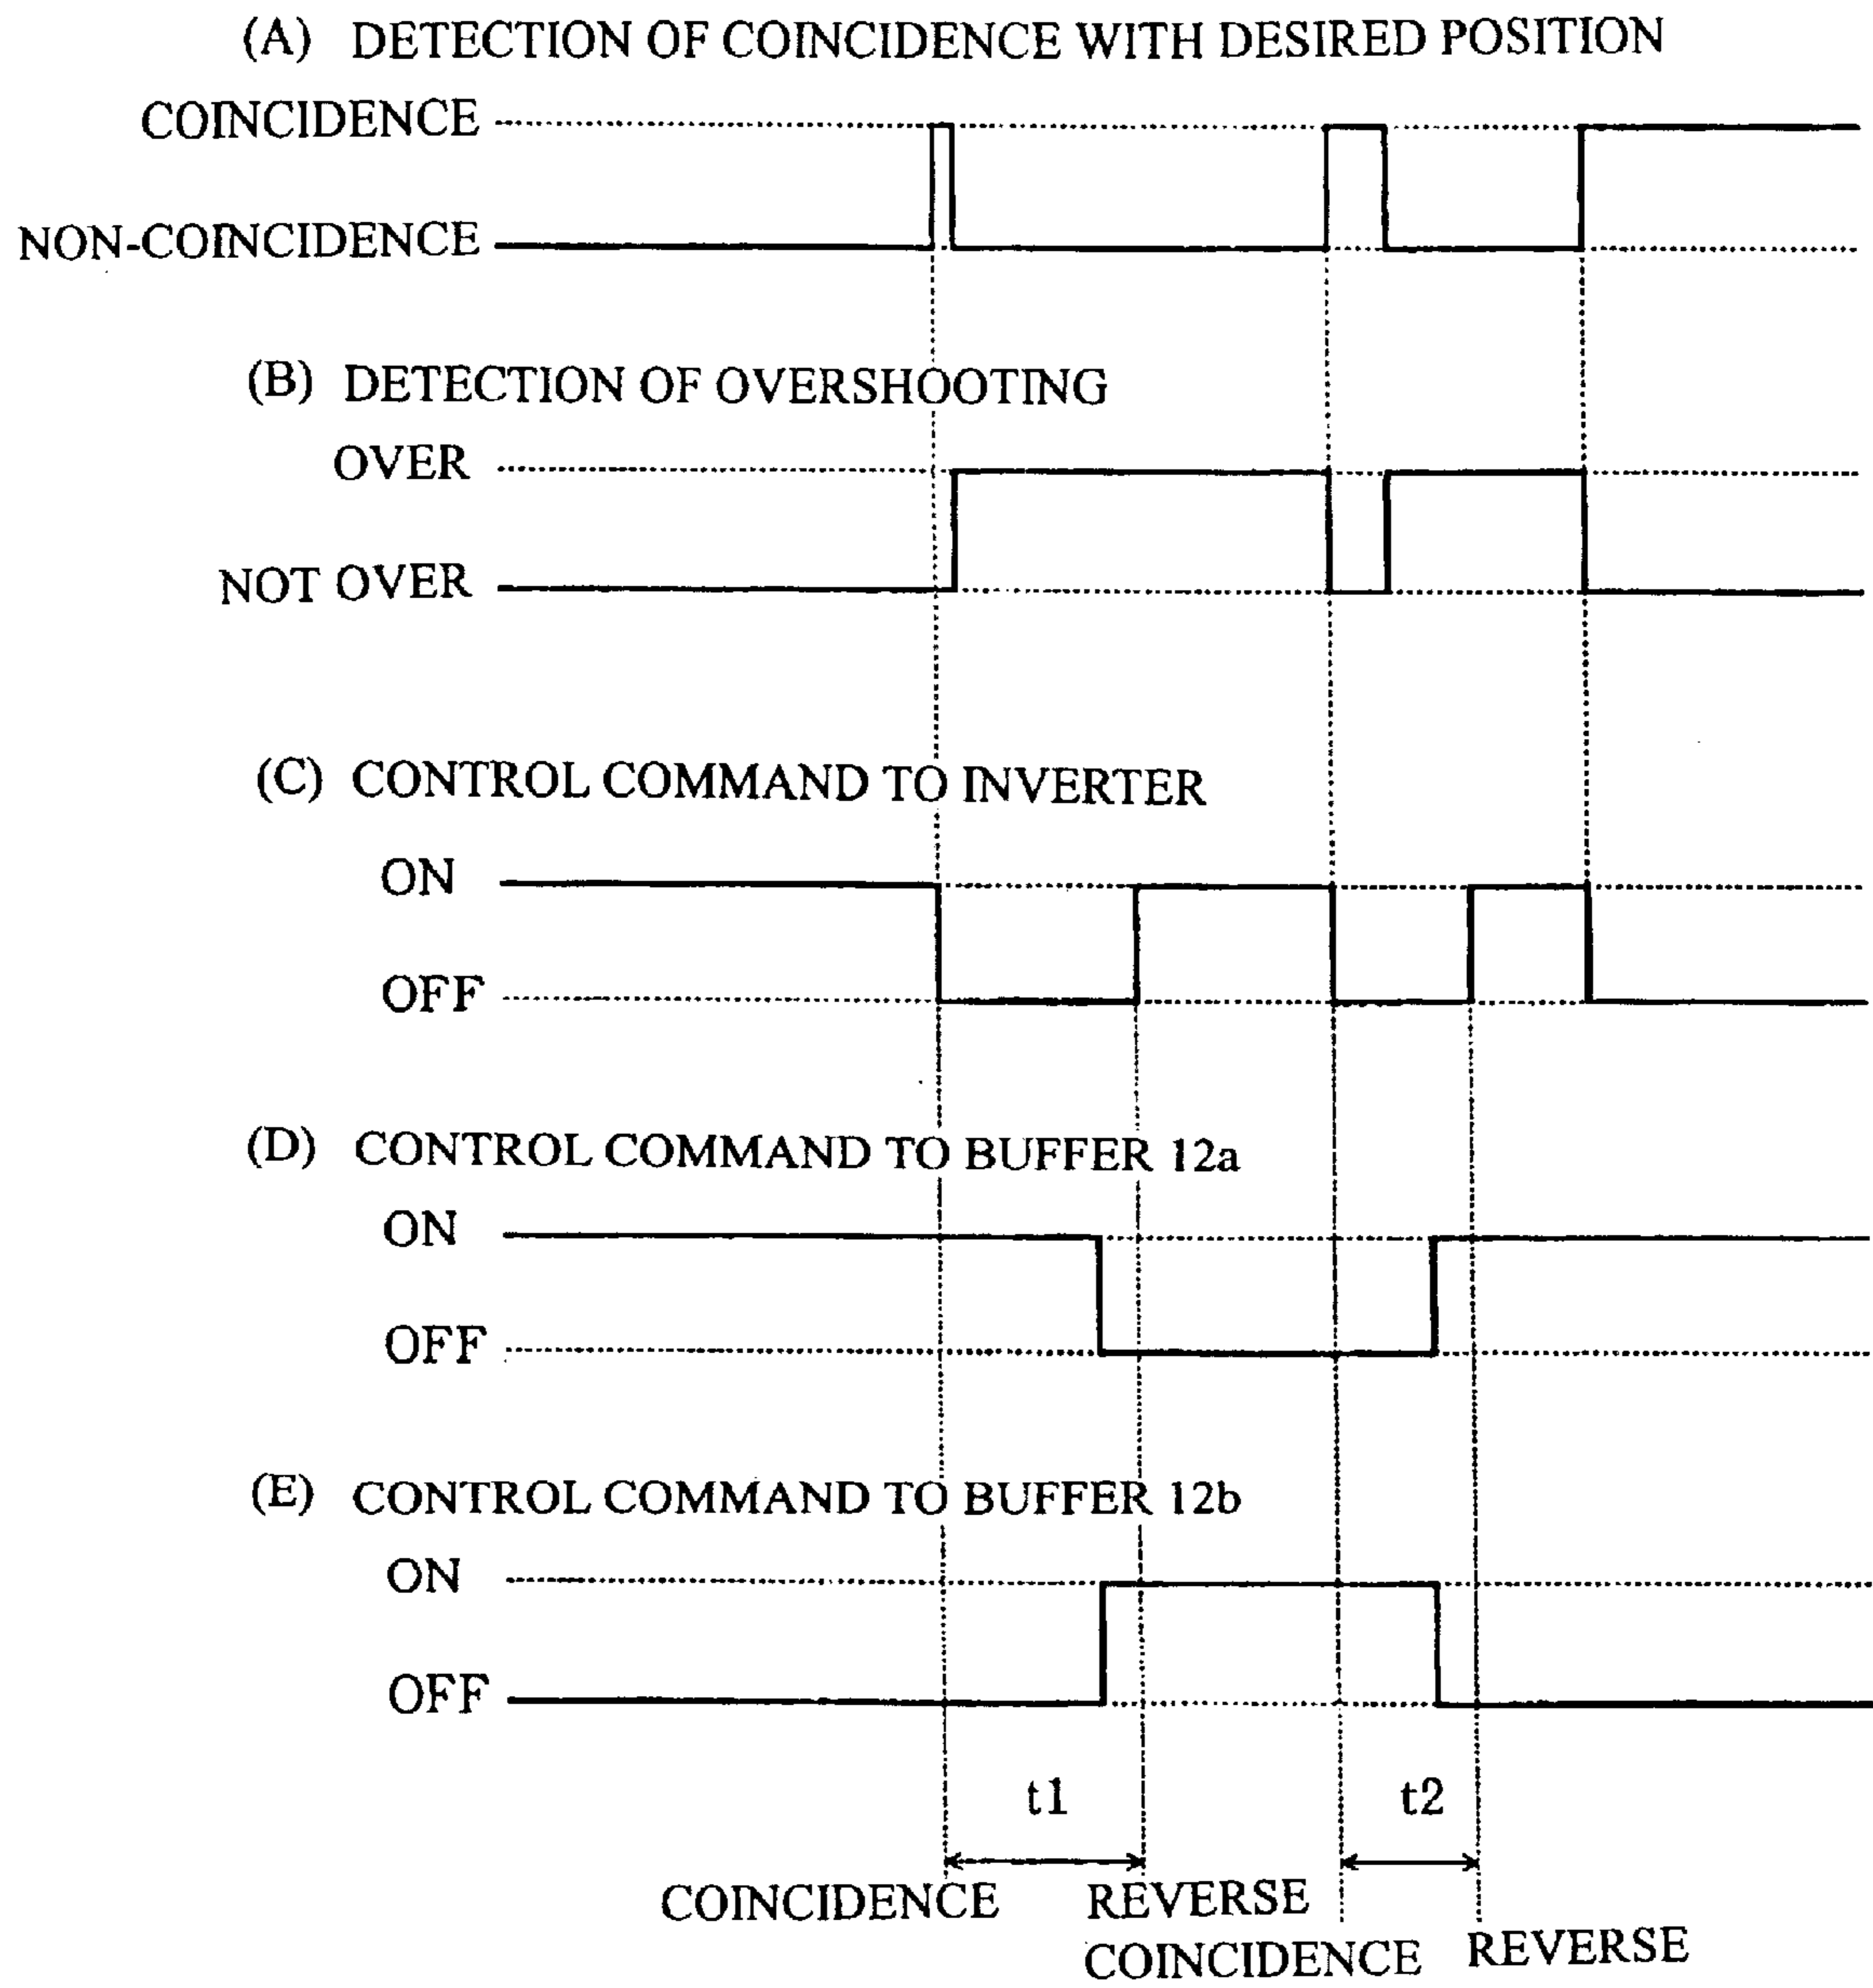 (A) DETECTION OF COINCIDENCE WITH DESIRED POSITION
COINCIDENCE
NON-COINCIDENCE
(B) DETECTION OF OVERSHOOTING
OVER
NOT OVER
(C) CONTROL COMMAND TO INVERTER
ON
OFF
(D) CONTROL COMMAND TO BUFFER 12a
ON
OFF
(E) CONTROL COMMAND TO BUFFER 12b
ON
OFF
t1 t2
COINCIDENCE REVERSE
COINCIDENCE REVERSE